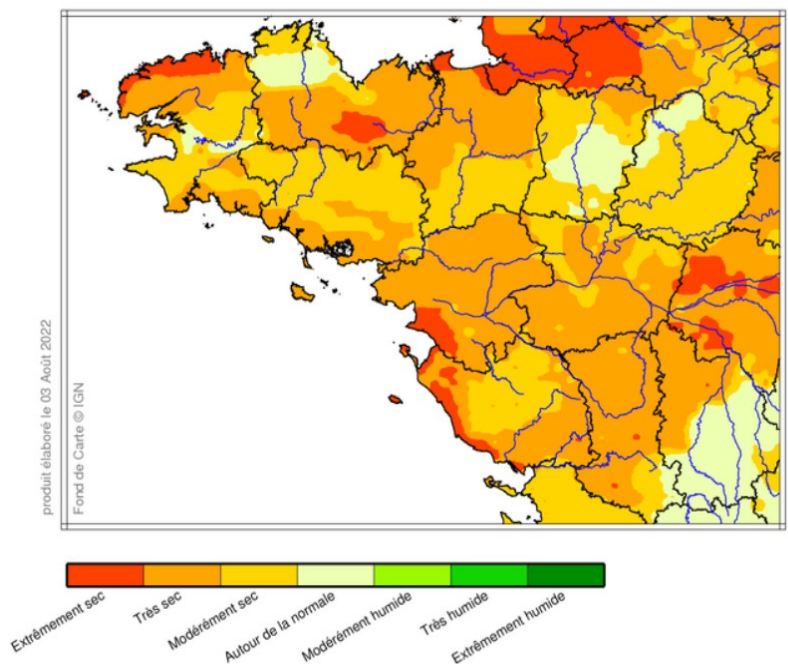 produit élaboré le 03 Août 2022
Fond de Carte © IGN
Extrêmement sec
Très sec
Modérément sec
Autour de la normale
Modérément humide
Très humide
Extrêmement humide